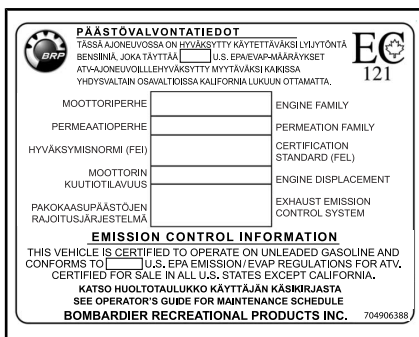 BRP
PÄÄSTÖVALVONTATIEDOT
TÄSSÄ AJONEUVOSSA ON HYVÄKSYTTY KÄYTETTÄVÄKSI LYIJYTÖNTÄ
BENSIINIÄ, JOKA TÄYTTÄÄ U.S. EPA/EVAP-MÄÄRÄYKSET
ATV-AJONEUVOILLLEHYVÄKSYTTY MYYTÄVÄKSI KAIKISSA
YHDYSVALTAIN OSAVALTIOISSA KALIFORNIA LUKUUN OTTAMATTA.
EC
121
MOOTTORIPERHE ENGINE FAMILY
PERMEAATIOPERHE PERMEATION FAMILY
HYVÄKSYMISNORMI (FEI) CERTIFICATION
STANDARD (FEL)
MOOTTORIN
KUUTIOTILAVUUS ENGINE DISPLACEMENT
PAKOKAASUPÄÄSTÖJEN EXHAUST EMISSION
RAJOITUSJÄRJESTELMÄ CONTROL SYSTEM
EMISSION CONTROL INFORMATION
THIS VEHICLE IS CERTIFIED TO OPERATE ON UNLEADED GASOLINE AND
CONFORMS TO U.S. EPA EMISSION/EVAP REGULATIONS FOR ATV.
CERTIFIED FOR SALE IN ALL U.S. STATES EXCEPT CALIFORNIA.
KATSO HUOLTOTAULUKKO KÄYTTÄJÄN KÄSIKIRJASTA
SEE OPERATOR'S GUIDE FOR MAINTENANCE SCHEDULE
BOMBARDIER RECREATIONAL PRODUCTS INC. 704906388